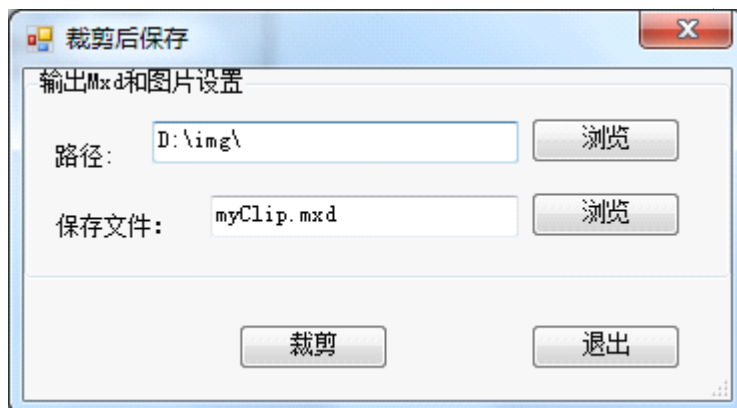 裁剪后保存
输出Mxd和图片设置
路径: D:\img\ 浏览
保存文件: myClip.mxd 浏览
裁剪 退出